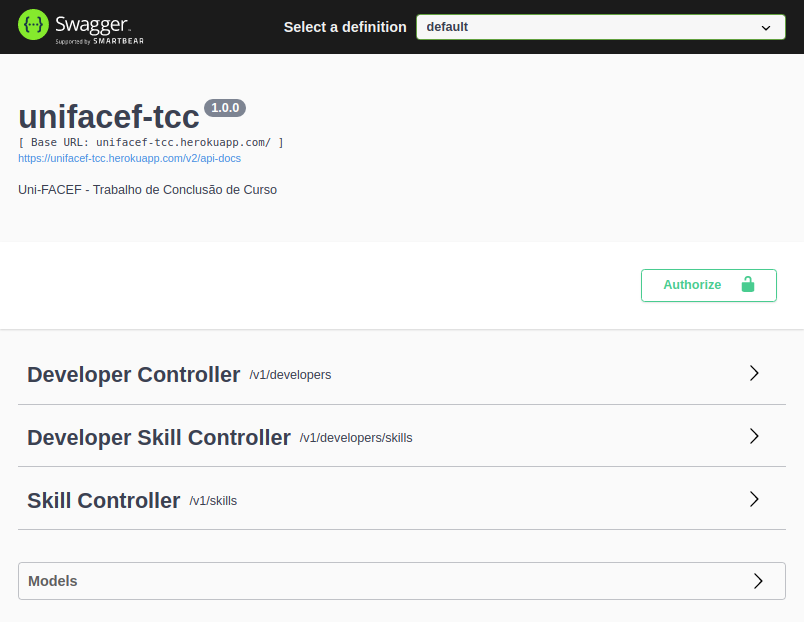 Swagger
Supported by SMARTBEAR
Select a definition
default
unifacef-tcc 1.0.0
[ Base URL: unifacef-tcc.herokuapp.com/ ]
https://unifacef-tcc.herokuapp.com/v2/api-docs
Uni-FACEF - Trabalho de Conclusão de Curso
Authorize
Developer Controller /v1/developers
Developer Skill Controller /v1/developers/skills
Skill Controller /v1/skills
Models